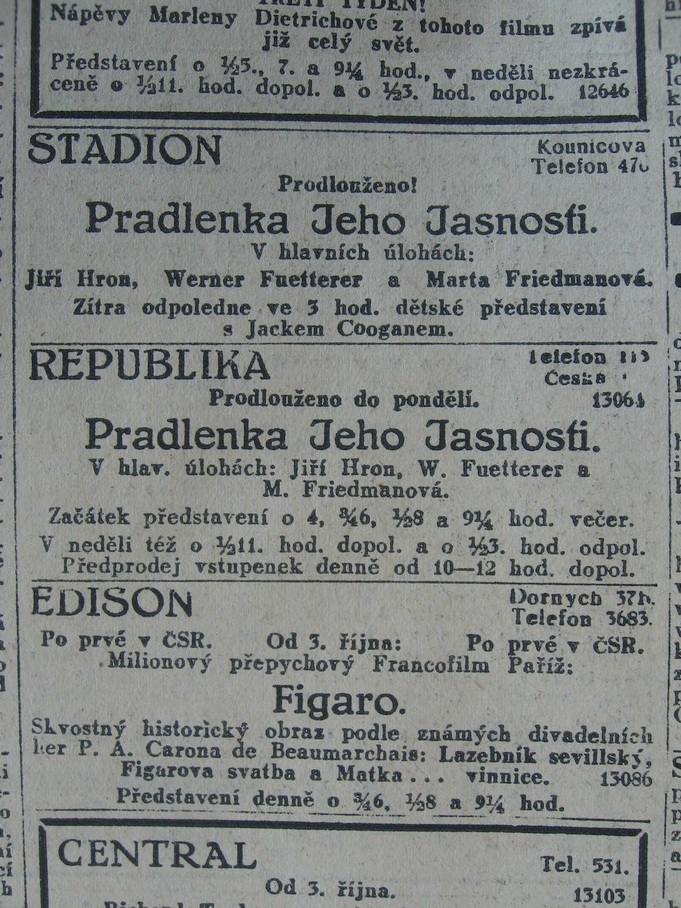 TŘETÍ TÝDEN!
Nápěvy Marleny Dietrichové z tohoto filmu zpívá
již celý svět.
Představení o ½5., 7. a 9¼ hod., v neděli nezkrá-
ceně o ½11. hod. dopol. a o ½3. hod. odpol. 12646
STADION Kounicova
Telefon
Prodlouženo!
Pradlenka Jeho Jasnosti.
V hlavních úlohách:
Jiří Hron, Werner Fuetterer a Marta Friedmanová.
Zítra odpoledne ve 3 hod. dětské představení
s Jackem Cooganem.
REPUBLIKA Telefon
Česká
Prodlouženo do pondělí. 13064
Pradlenka Jeho Jasnosti.
V hlav. úlohách: Jiří Hron, W. Fuetterer a
M. Friedmanová.
Začátek představení o 4, ¾6, ½8 a 9¼ hod. večer.
V neděli též o ½11. hod. dopol. a o ½3. hod. odpol.
Předprodej vstupenek denně od 10—12 hod. dopol.
EDISON Dornych 37b.
Telefon 3683.
Po prvé v ČSR. Od 3. října: Po prvé v ČSR.
Milionový přepychový Francofilm Paříž:
Figaro.
Skvostný historický obraz podle známých divadelních
her P. A. Carona de Beaumarchais: Lazebník sevillský,
Figarova svatba a Matka... vinnice. 13086
Představení denně o ¾6, ½8 a 9¼ hod.
CENTRAL Tel. 531.
Od 3. října. 13103